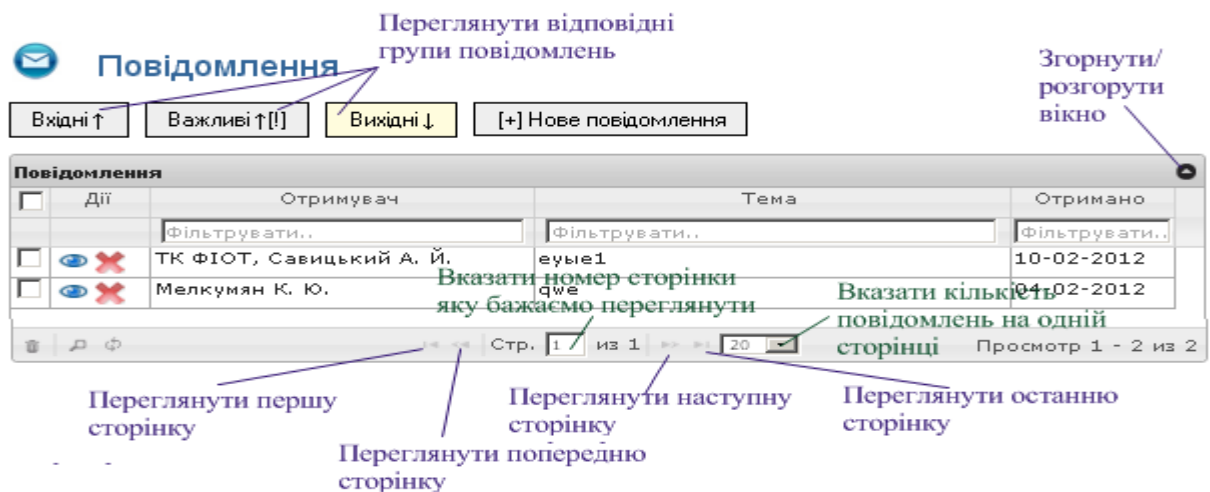 Переглянути відповідні
групи повідомлень
Повідомлення
Згорнути/
розгорути
вікно
Вхідні↑ Важливі↑[!] Вихідні↓ [+] Нове повідомлення
Повідомлення
Дії Отримувач Тема Отримано
Фільтрувати.. Фільтрувати.. Фільтрувати..
ТК ФІОТ, Савицький А. Й. еуые1 10-02-2012
Мелкумян К. Ю. qwe 04-02-2012
Вказати номер сторінки
яку бажаємо переглянути
Вказати кількість
повідомлень на одній
сторінці
Стр. 1 из 1 20 Просмотр 1 - 2 из 2
Переглянути першу
сторінку
Переглянути попередню
сторінку
Переглянути наступну
сторінку
Переглянути останню
сторінку